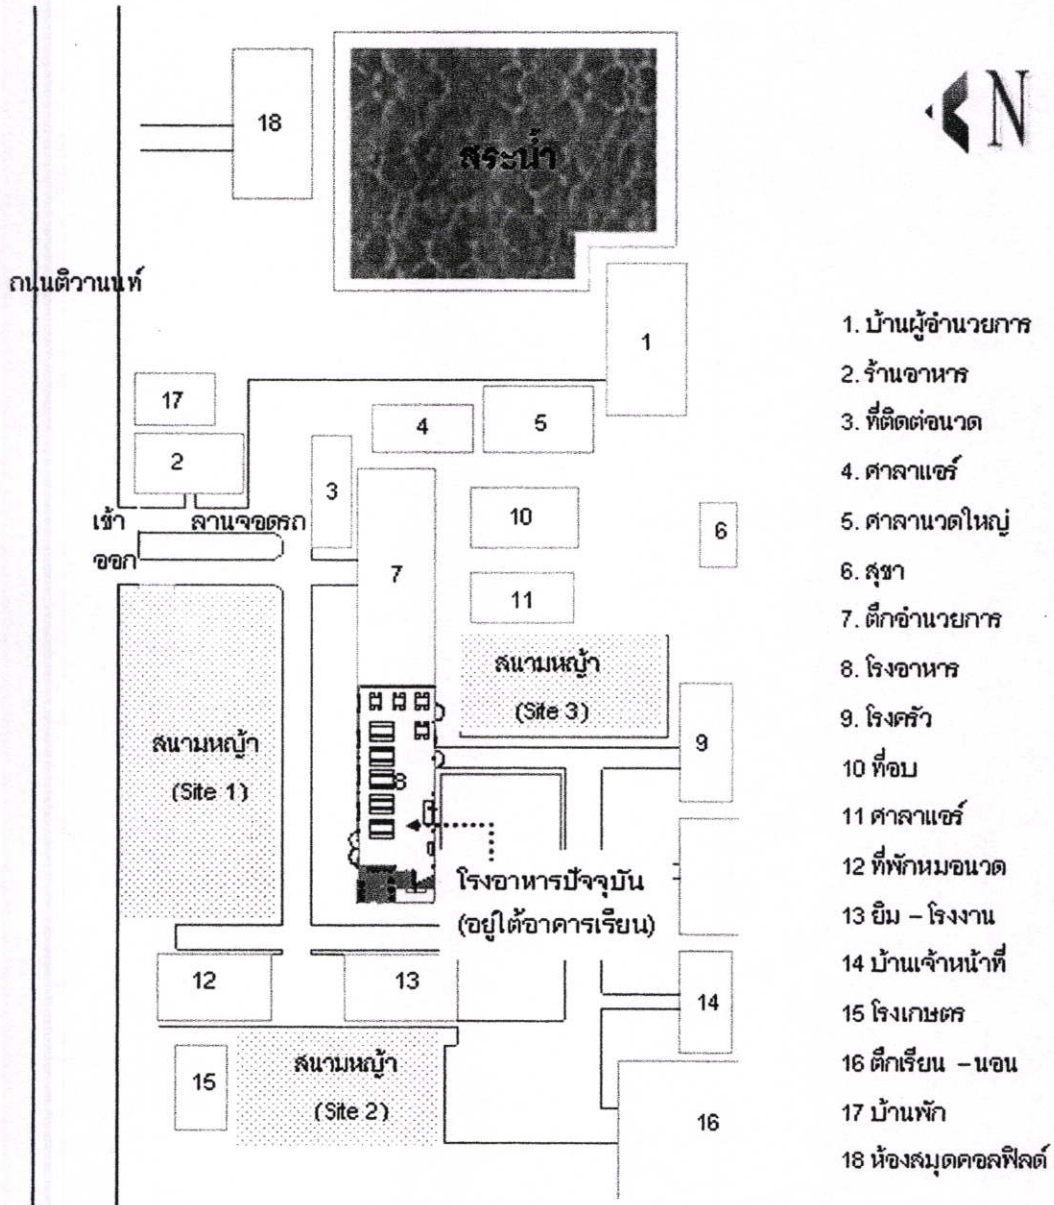 N
18
สระน้ำ
ถนนติวานนท์
1
17
4
5
2
3
10
6
เข้า
ลานจอดรถ
ออก
7
11
สนามหญ้า
(Site 3)
สนามหญ้า
(Site 1)
8
9
โรงอาหารปัจจุบัน
(อยู่ใต้อาคารเรียน)
12
13
14
สนามหญ้า
(Site 2)
15
16
1. บ้านผู้อำนวยการ
2. ร้านอาหาร
3. ที่ติดต่อนวด
4. ศาลาแอร์
5. ศาลานวดใหญ่
6. สุขา
7. ตึกอำนวยการ
8. โรงอาหาร
9. โรงครัว
10 ที่อบ
11 ศาลาแอร์
12 ที่พักหมอนวด
13 ยิม – โรงงาน
14 บ้านเจ้าหน้าที่
15 โรงเกษตร
16 ตึกเรียน – นอน
17 บ้านพัก
18 ห้องสมุดคอลฟิลด์